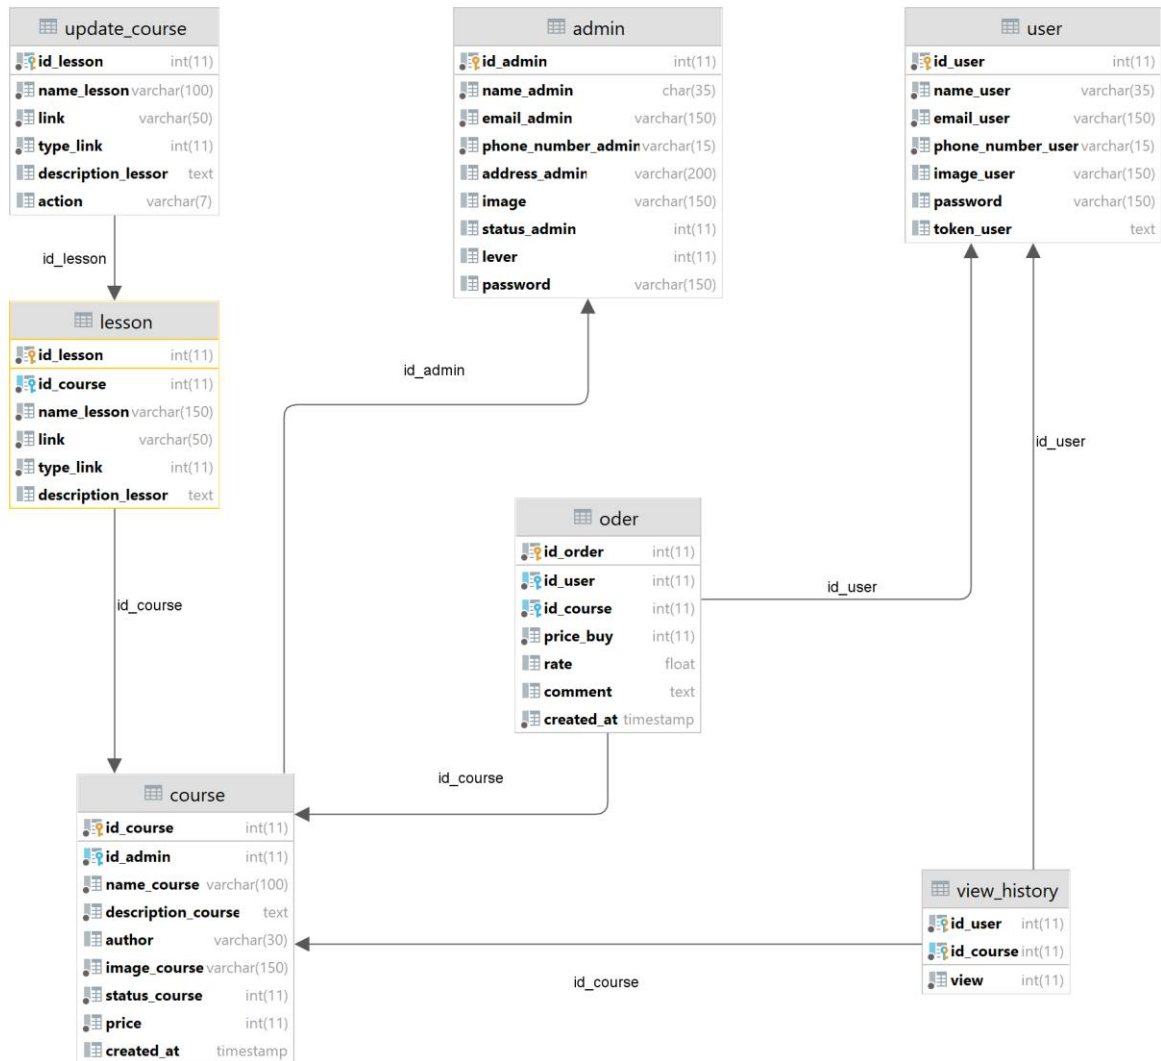 update_course
id_lesson int(11)
name_lesson varchar(100)
link varchar(50)
type_link int(11)
description_lessor text
action varchar(7)
admin
id_admin int(11)
name_admin char(35)
email_admin varchar(150)
phone_number_admin varchar(15)
address_admin varchar(200)
image varchar(150)
status_admin int(11)
lever int(11)
password varchar(150)
user
id_user int(11)
name_user varchar(35)
email_user varchar(150)
phone_number_user varchar(15)
image_user varchar(150)
password varchar(150)
token_user text
id_lesson
lesson
id_lesson int(11)
id_course int(11)
name_lesson varchar(150)
link varchar(50)
type_link int(11)
description_lessor text
id_admin
id_user
oder
id_order int(11)
id_user int(11)
id_course int(11)
price_buy int(11)
rate float
comment text
created_at timestamp
id_user
id_course
id_course
course
id_course int(11)
id_admin int(11)
name_course varchar(100)
description_course text
author varchar(30)
image_course varchar(150)
status_course int(11)
price int(11)
created_at timestamp
view_history
id_user int(11)
id_course int(11)
view int(11)
id_course